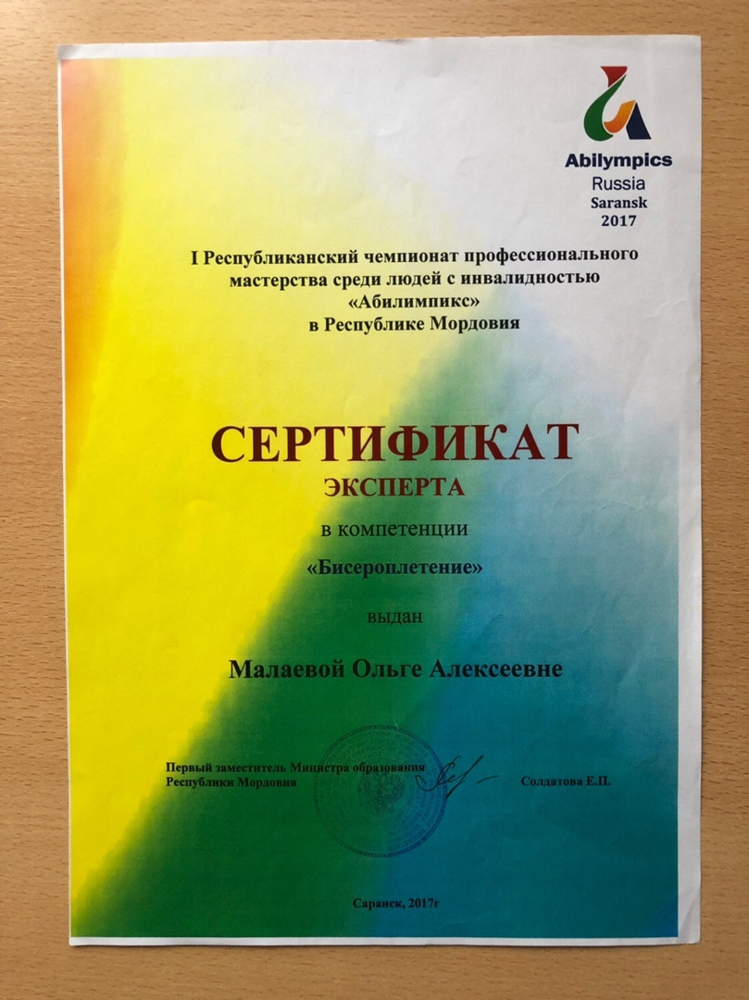 Abilympics
Russia
Saransk
2017
I Республиканский чемпионат профессионального
мастерства среди людей с инвалидностью
«Абилимпикс»
в Республике Мордовия
СЕРТИФИКАТ
ЭКСПЕРТА
в компетенции
«Бисероплетение»
выдан
Малаевой Ольге Алексеевне
Первый заместитель Министра образования
Республики Мордовия
Солдатова Е.П.
Саранск, 2017г